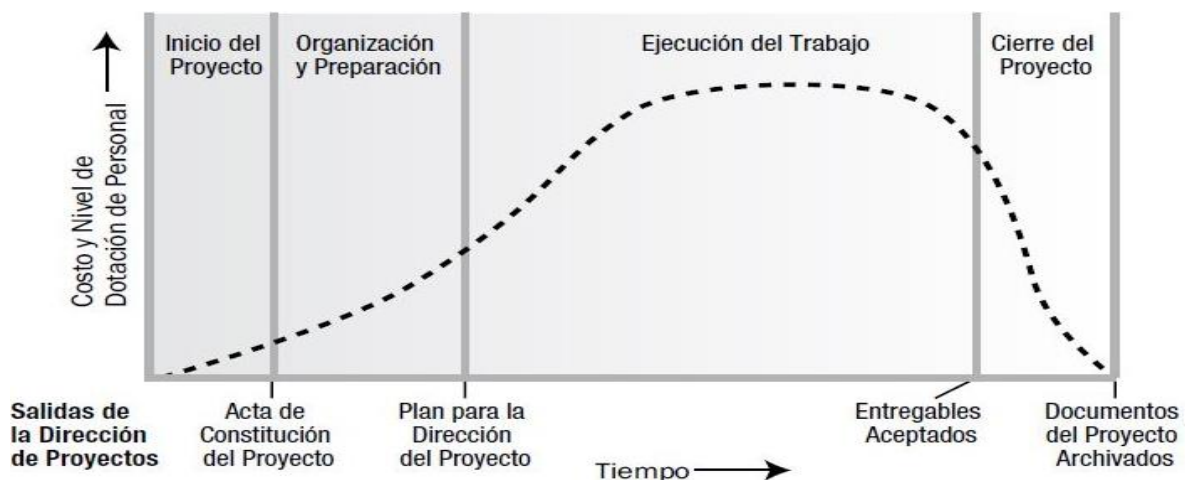 Inicio del
Proyecto
Organización
y Preparación
Ejecución del Trabajo
Cierre del
Proyecto
Costo y Nivel de
Dotación de Personal
Salidas de
la Dirección
de Proyectos
Acta de
Constitución
del Proyecto
Plan para la
Dirección
del Proyecto
Tiempo
Entregables
Aceptados
Documentos
del Proyecto
Archivados